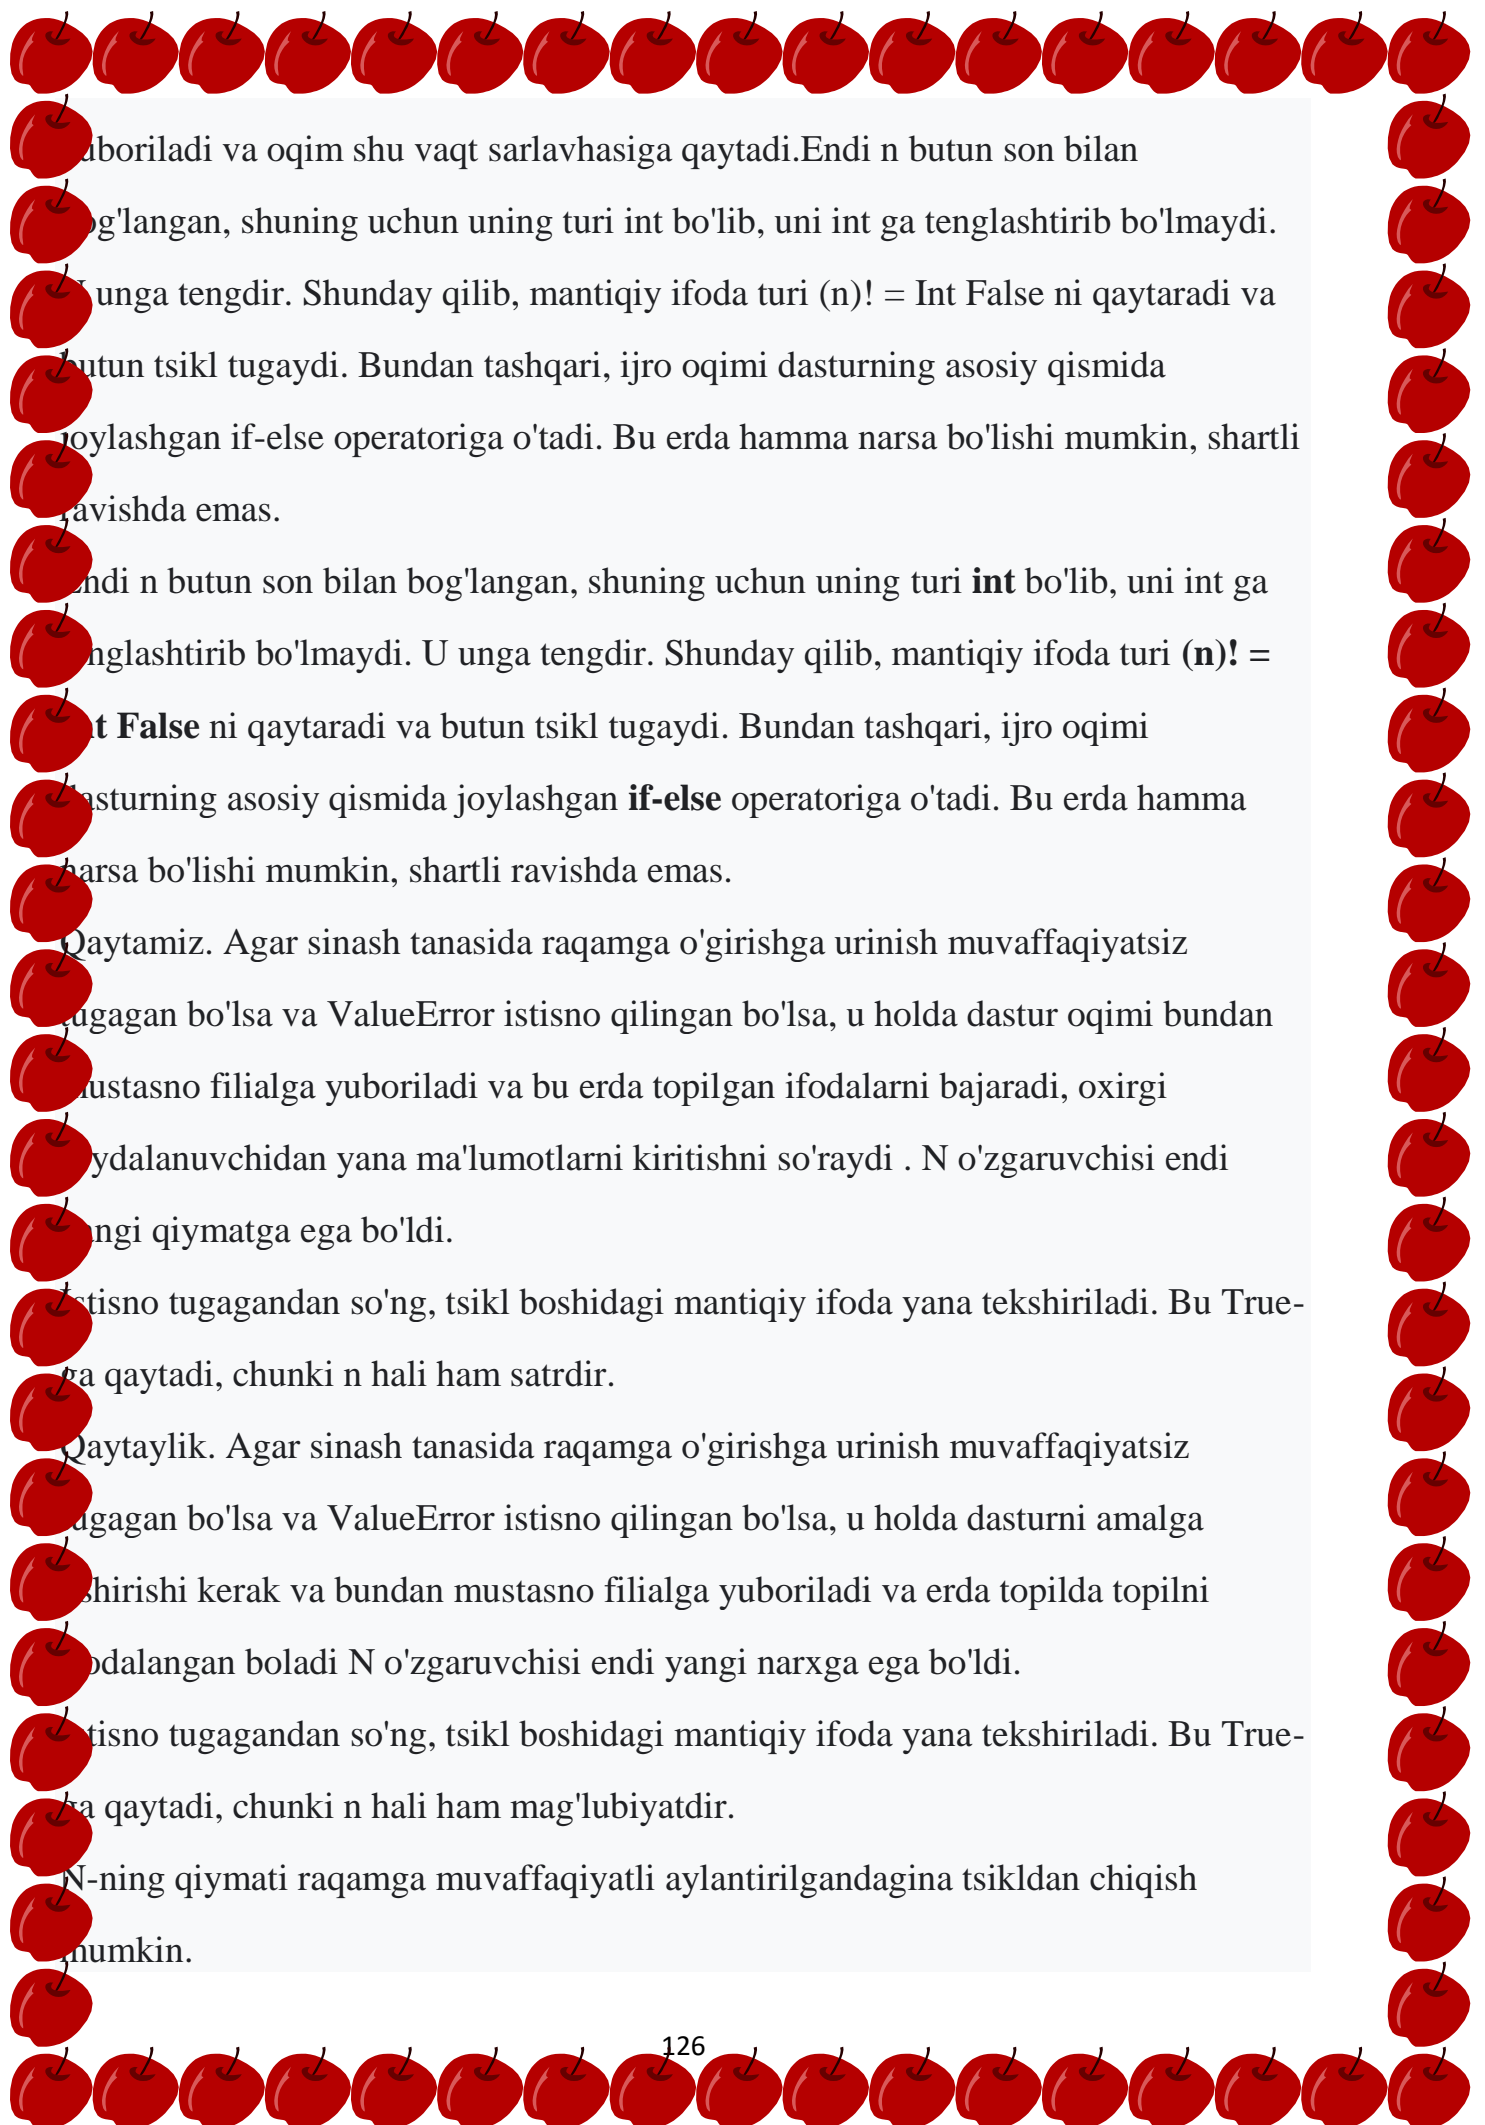 uboriladi va oqim shu vaqt sarlavhasiga qaytadi.Endi n butun son bilan
og'langan, shuning uchun uning turi int bo'lib, uni int ga tenglashtirib bo'lmaydi.
unga tengdir. Shunday qilib, mantiqiy ifoda turi (n)! = Int False ni qaytaradi va
butun tsikl tugaydi. Bundan tashqari, ijro oqimi dasturning asosiy qismida
joylashgan if-else operatoriga o'tadi. Bu erda hamma narsa bo'lishi mumkin, shartli
ravishda emas.
Endi n butun son bilan bog'langan, shuning uchun uning turi int bo'lib, uni int ga
nglashtirib bo'lmaydi. U unga tengdir. Shunday qilib, mantiqiy ifoda turi (n)! =
t False ni qaytaradi va butun tsikl tugaydi. Bundan tashqari, ijro oqimi
dasturning asosiy qismida joylashgan if-else operatoriga o'tadi. Bu erda hamma
narsa bo'lishi mumkin, shartli ravishda emas.
Qaytamiz. Agar sinash tanasida raqamga o'girishga urinish muvaffaqiyatsiz
tugagan bo'lsa va ValueError istisno qilingan bo'lsa, u holda dastur oqimi bundan
mustasno filialga yuboriladi va bu erda topilgan ifodalarni bajaradi, oxirgi
ydalanuvchidan yana ma'lumotlarni kiritishni so'raydi . N o'zgaruvchisi endi
angi qiymatga ega bo'ldi.
Istisno tugagandan so'ng, tsikl boshidagi mantiqiy ifoda yana tekshiriladi. Bu True-
ga qaytadi, chunki n hali ham satrdir.
Qaytaylik. Agar sinash tanasida raqamga o'girishga urinish muvaffaqiyatsiz
tugagan bo'lsa va ValueError istisno qilingan bo'lsa, u holda dasturni amalga
shirishi kerak va bundan mustasno filialga yuboriladi va erda topilda topilni
odalangan boladi N o'zgaruvchisi endi yangi narxga ega bo'ldi.
tisno tugagandan so'ng, tsikl boshidagi mantiqiy ifoda yana tekshiriladi. Bu True-
ga qaytadi, chunki n hali ham mag'lubiyatdir.
N-ning qiymati raqamga muvaffaqiyatli aylantirilgandagina tsikldan chiqish
mumkin.
126